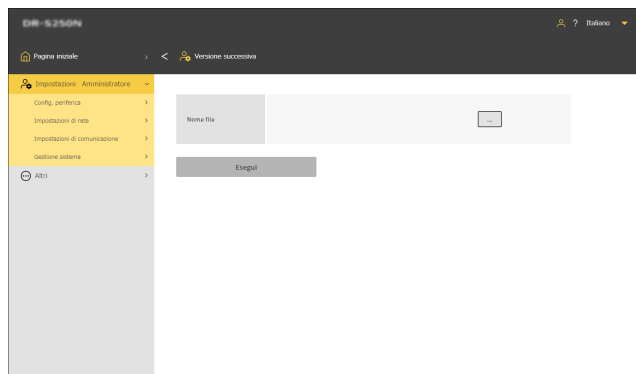 DR-S250N
? Italiano
Pagina iniziale
Versione successiva
Impostazioni Amministratore
Config. periferica
Impostazioni di rete
Impostazioni di comunicazione
Gestione sistema
Altri
Nome file
...
Esegui